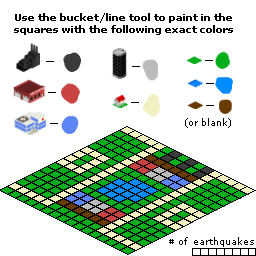 Use the bucket/line tool to paint in the
squares with the following exact colors
(or blank)
# of earthquakes